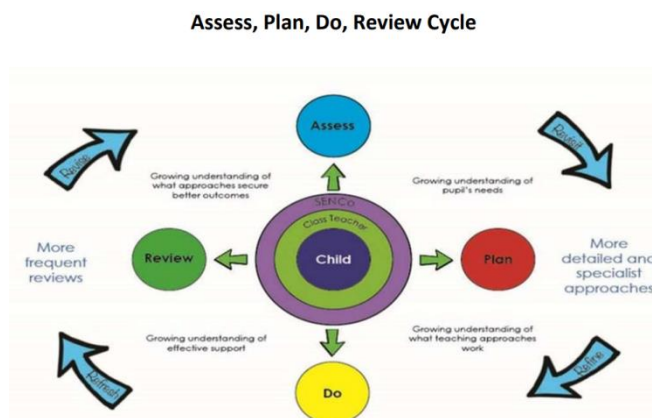 Assess, Plan, Do, Review Cycle
Assess
Revise
Revisit
Growing understanding of
what approaches secure
better outcomes
Growing understanding of
pupil's needs
SENCo
Class Teacher
Child
Review
Plan
More
frequent
reviews
More
detailed and
specialist
approaches
Growing understanding of
effective support
Growing understanding of
what teaching approaches
work
Do
Refresh
Refine